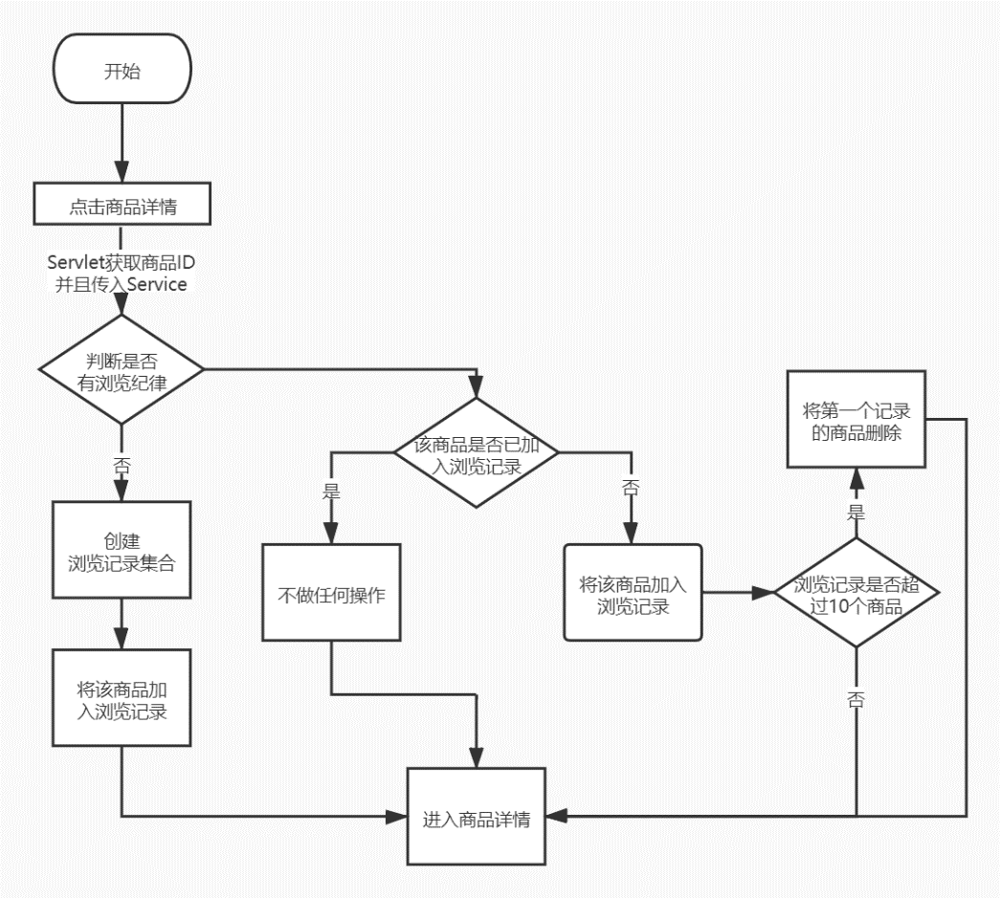 开始
点击商品详情
Servlet获取商品ID
并且传入Service
判断是否
有浏览纪律
否
创建
浏览记录集合
将该商品加
入浏览记录
该商品是否已加
入浏览记录
是
不做任何操作
否
将该商品加入
浏览记录
浏览记录是否超
过10个商品
是
将第一个记录
的商品删除
否
进入商品详情